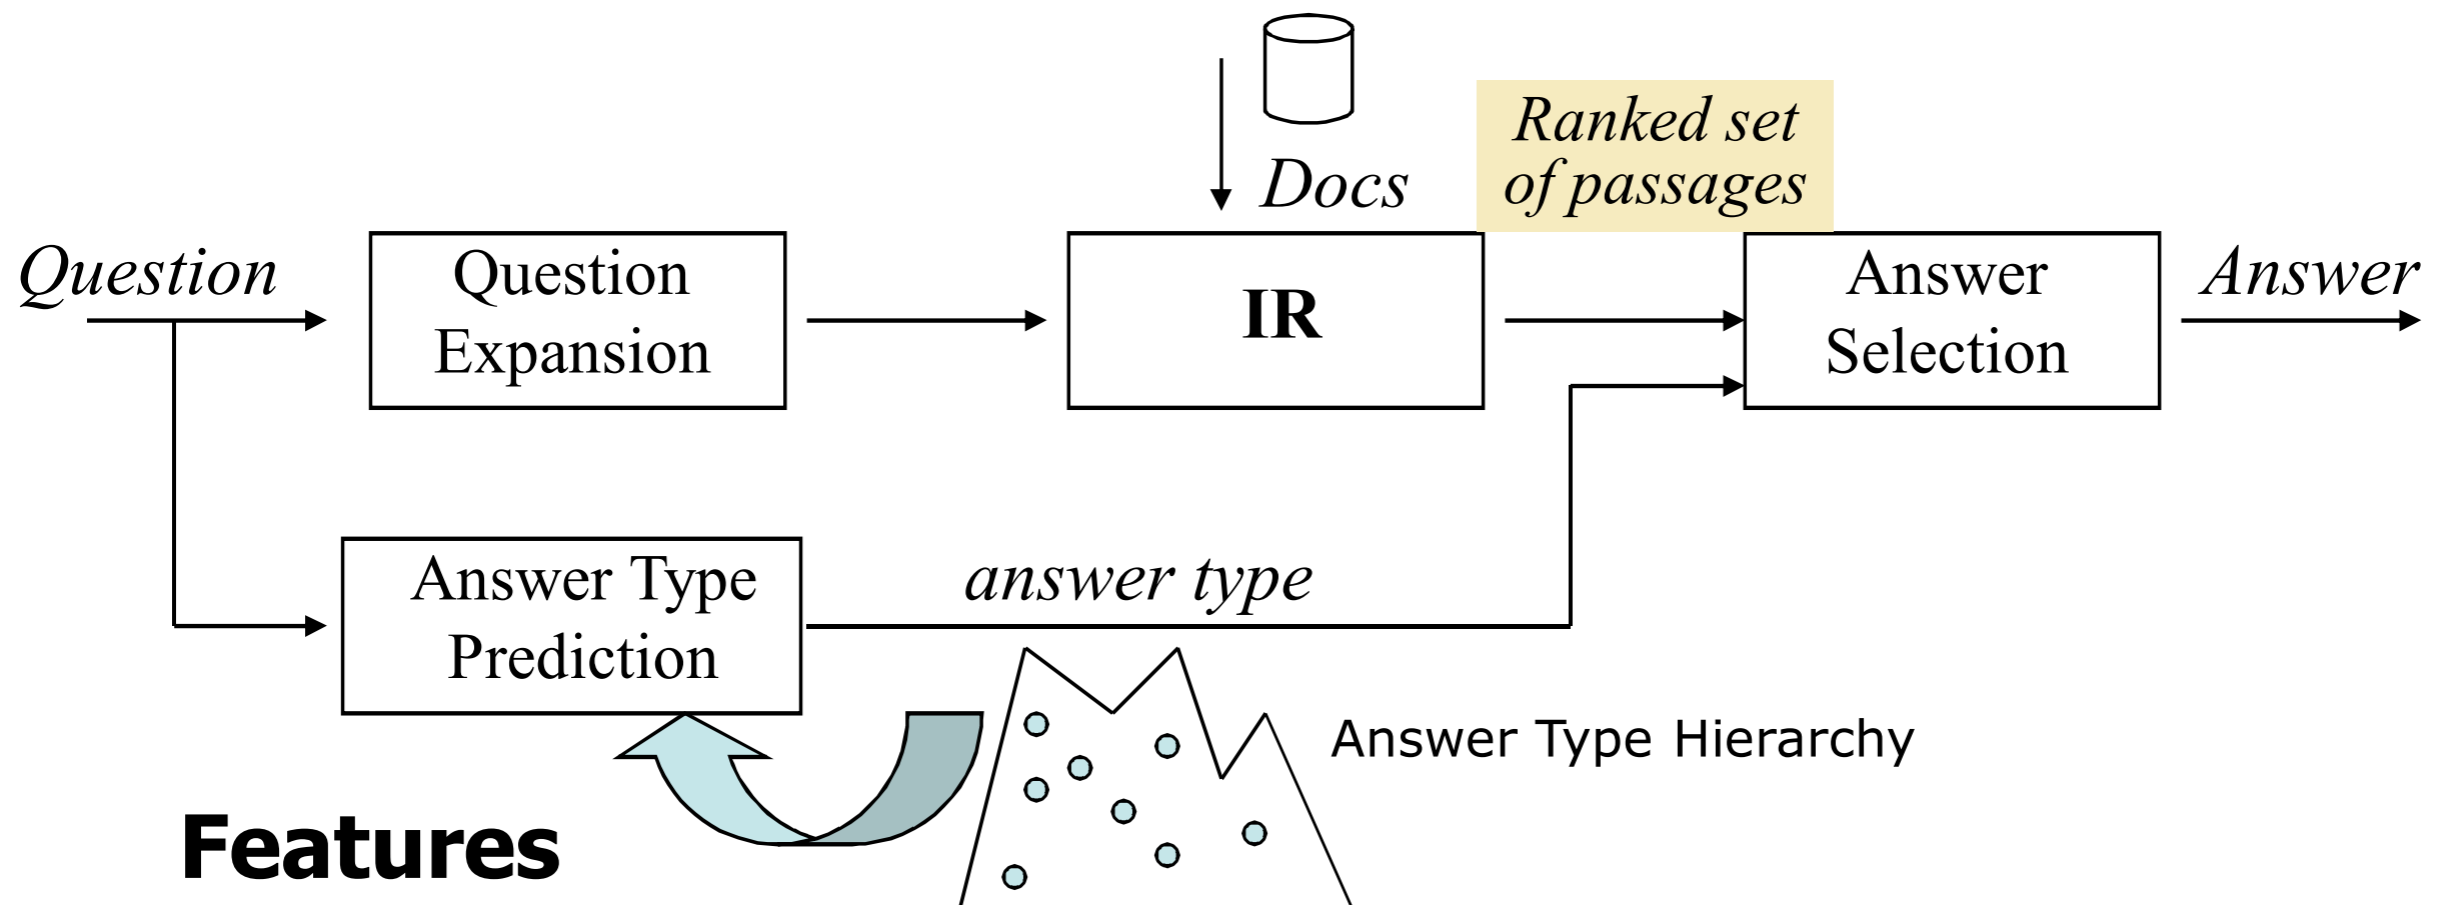 Ranked set
of passages
Docs
Question
Question
Expansion
IR
Answer
Selection
Answer
Answer Type
Prediction
answer type
Answer Type Hierarchy
Features